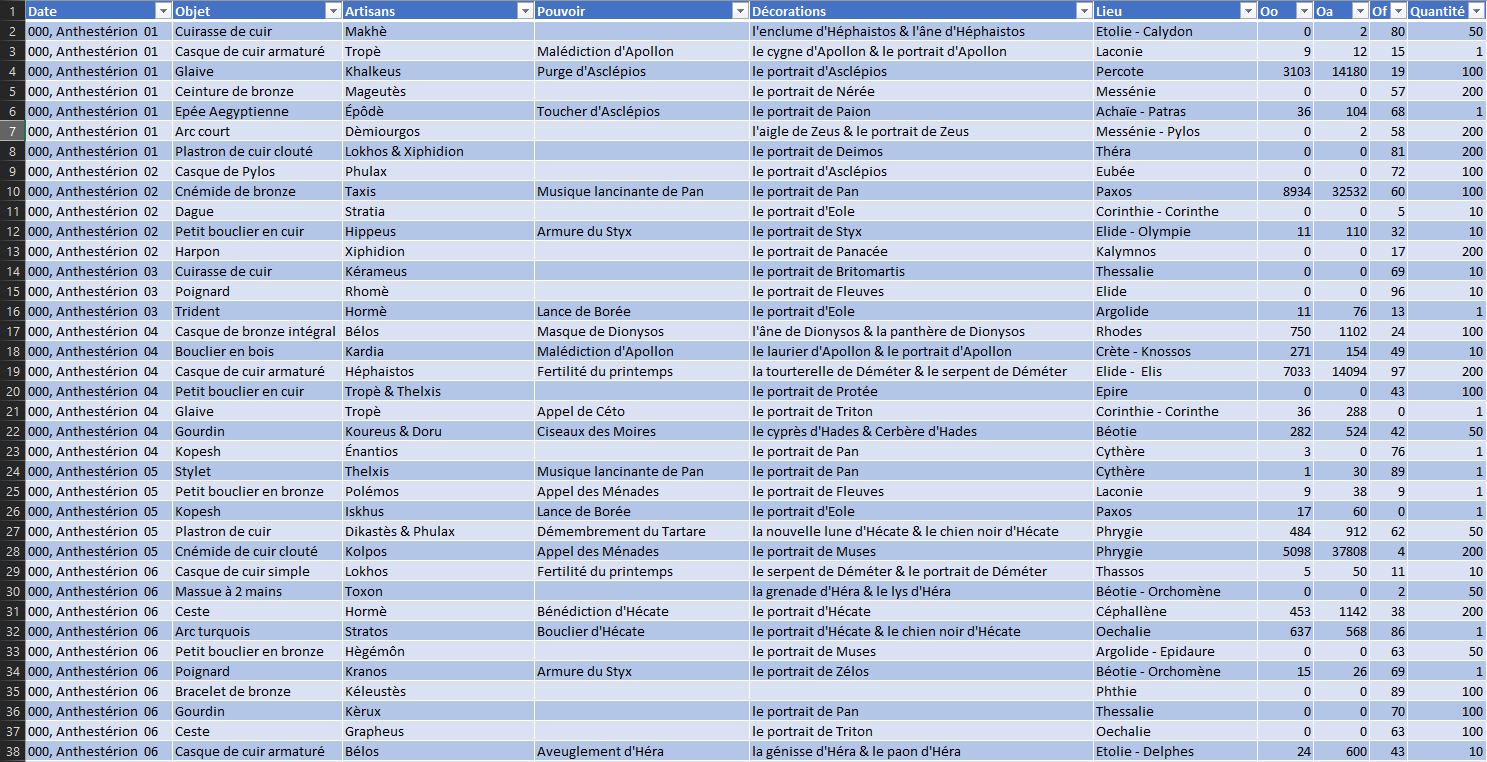 1 Date Objet Artisans Pouvoir Décorations Lieu Oo Oa Of Quantité
2 000, Anthestérion 01 Cuirasse de cuir Makhè l'enclume d'Héphaistos & l'âne d'Héphaistos Etolie - Calydon 0 2 80 50
3 000, Anthestérion 01 Casque de cuir armaturé Tropè Malédiction d'Apollon le cygne d'Apollon & le portrait d'Apollon Laconie 9 12 15 1
4 000, Anthestérion 01 Glaive Khalkeus Purge d'Asclépios le portrait d'Asclépios Percote 3103 14180 19 100
5 000, Anthestérion 01 Ceinture de bronze Mageutès le portrait de Nérée Messénie 0 0 57 200
6 000, Anthestérion 01 Epée Aegyptienne Épôdè Toucher d'Asclépios le portrait de Paion Achaïe - Patras 36 104 68 1
7 000, Anthestérion 01 Arc court Dèmiourgos l'aigle de Zeus & le portrait de Zeus Messénie - Pylos 0 2 58 200
8 000, Anthestérion 01 Plastron de cuir clouté Lokhos & Xiphidion le portrait de Deimos Théra 0 0 81 200
9 000, Anthestérion 02 Casque de Pylos Phulax le portrait d'Asclépios Eubée 0 0 72 100
10 000, Anthestérion 02 Cnémide de bronze Taxis Musique lancinante de Pan le portrait de Pan Paxos 8934 32532 60 100
11 000, Anthestérion 02 Dague Stratia le portrait d'Eole Corinthie - Corinthe 0 0 5 10
12 000, Anthestérion 02 Petit bouclier en cuir Hippeus Armure du Styx le portrait de Styx Elide - Olympie 11 110 32 10
13 000, Anthestérion 02 Harpon Xiphidion le portrait de Panacée Kalymnos 0 0 17 200
14 000, Anthestérion 03 Cuirasse de cuir Kérameus le portrait de Britomartis Thessalie 0 0 69 10
15 000, Anthestérion 03 Poignard Rhomè le portrait de Fleuves Elide 0 0 96 10
16 000, Anthestérion 03 Trident Hormè Lance de Borée le portrait d'Eole Argolide 11 76 13 1
17 000, Anthestérion 04 Casque de bronze intégral Bélos Masque de Dionysos l'âne de Dionysos & la panthère de Dionysos Rhodes 750 1102 24 100
18 000, Anthestérion 04 Bouclier en bois Kardia Malédiction d'Apollon le laurier d'Apollon & le portrait d'Apollon Crète - Knossos 271 154 49 10
19 000, Anthestérion 04 Casque de cuir armaturé Héphaistos Fertilité du printemps la tourterelle de Déméter & le serpent de Déméter Elide - Elis 7033 14094 97 200
20 000, Anthestérion 04 Petit bouclier en cuir Tropè & Thelxis le portrait de Protée Epire 0 0 43 100
21 000, Anthestérion 04 Glaive Tropè Appel de Céto le portrait de Triton Corinthie - Corinthe 36 288 0 1
22 000, Anthestérion 04 Gourdin Koureus & Doru Ciseaux des Moires le cyprès d'Hades & Cerbère d'Hades Béotie 282 524 42 50
23 000, Anthestérion 04 Kopesh Énantios le portrait de Pan Cythère 3 0 76 1
24 000, Anthestérion 05 Stylet Thelxis Musique lancinante de Pan le portrait de Pan Cythère 1 30 89 1
25 000, Anthestérion 05 Petit bouclier en bronze Polémos Appel des Ménades le portrait de Fleuves Laconie 9 38 9 1
26 000, Anthestérion 05 Kopesh Iskhus Lance de Borée le portrait d'Eole Paxos 17 60 0 1
27 000, Anthestérion 05 Plastron de cuir Dikastès & Phulax Démembrement du Tartare la nouvelle lune d'Hécate & le chien noir d'Hécate Phrygie 484 912 62 50
28 000, Anthestérion 05 Cnémide de cuir clouté Kolpos Appel des Ménades le portrait de Muses Phrygie 5098 37808 4 200
29 000, Anthestérion 06 Casque de cuir simple Lokhos Fertilité du printemps le serpent de Déméter & le portrait de Déméter Thassos 5 50 11 10
30 000, Anthestérion 06 Massue à 2 mains Toxon la grenade d'Héra & le lys d'Héra Béotie - Orchomène 0 0 2 50
31 000, Anthestérion 06 Ceste Hormè Bénédiction d'Hécate le portrait d'Hécate Céphallène 453 1142 38 200
32 000, Anthestérion 06 Arc turquois Stratos Bouclier d'Hécate le portrait d'Hécate & le chien noir d'Hécate Oechalie 637 568 86 1
33 000, Anthestérion 06 Petit bouclier en bronze Hègémôn le portrait de Muses Argolide - Epidaure 0 0 63 50
34 000, Anthestérion 06 Poignard Kranos Armure du Styx le portrait de Zélos Béotie - Orchomène 15 26 69 1
35 000, Anthestérion 06 Bracelet de bronze Kéleustès Phthie 0 0 89 100
36 000, Anthestérion 06 Gourdin Kèrux le portrait de Pan Thessalie 0 0 70 100
37 000, Anthestérion 06 Ceste Grapheus le portrait de Triton Oechalie 0 0 63 100
38 000, Anthestérion 06 Casque de cuir armaturé Bélos Aveuglement d'Héra la génisse d'Héra & le paon d'Héra Etolie - Delphes 24 600 43 10